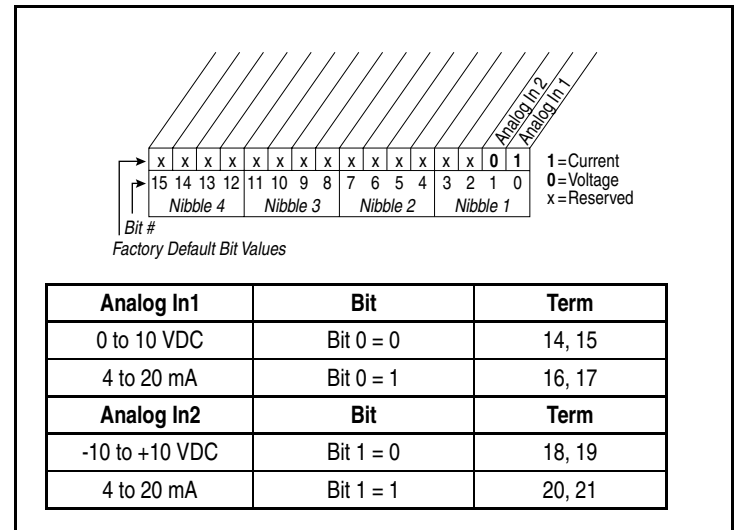 Analog In 2
Analog In 1
x x x x x x x x x x x x x x 0 1
15 14 13 12 11 10 9 8 7 6 5 4 3 2 1 0
Nibble 4 Nibble 3 Nibble 2 Nibble 1
1=Current
0=Voltage
x=Reserved
Bit #
Factory Default Bit Values
Analog In1 Bit Term
0 to 10 VDC Bit 0 = 0 14, 15
4 to 20 mA Bit 0 = 1 16, 17
Analog In2 Bit Term
-10 to +10 VDC Bit 1 = 0 18, 19
4 to 20 mA Bit 1 = 1 20, 21